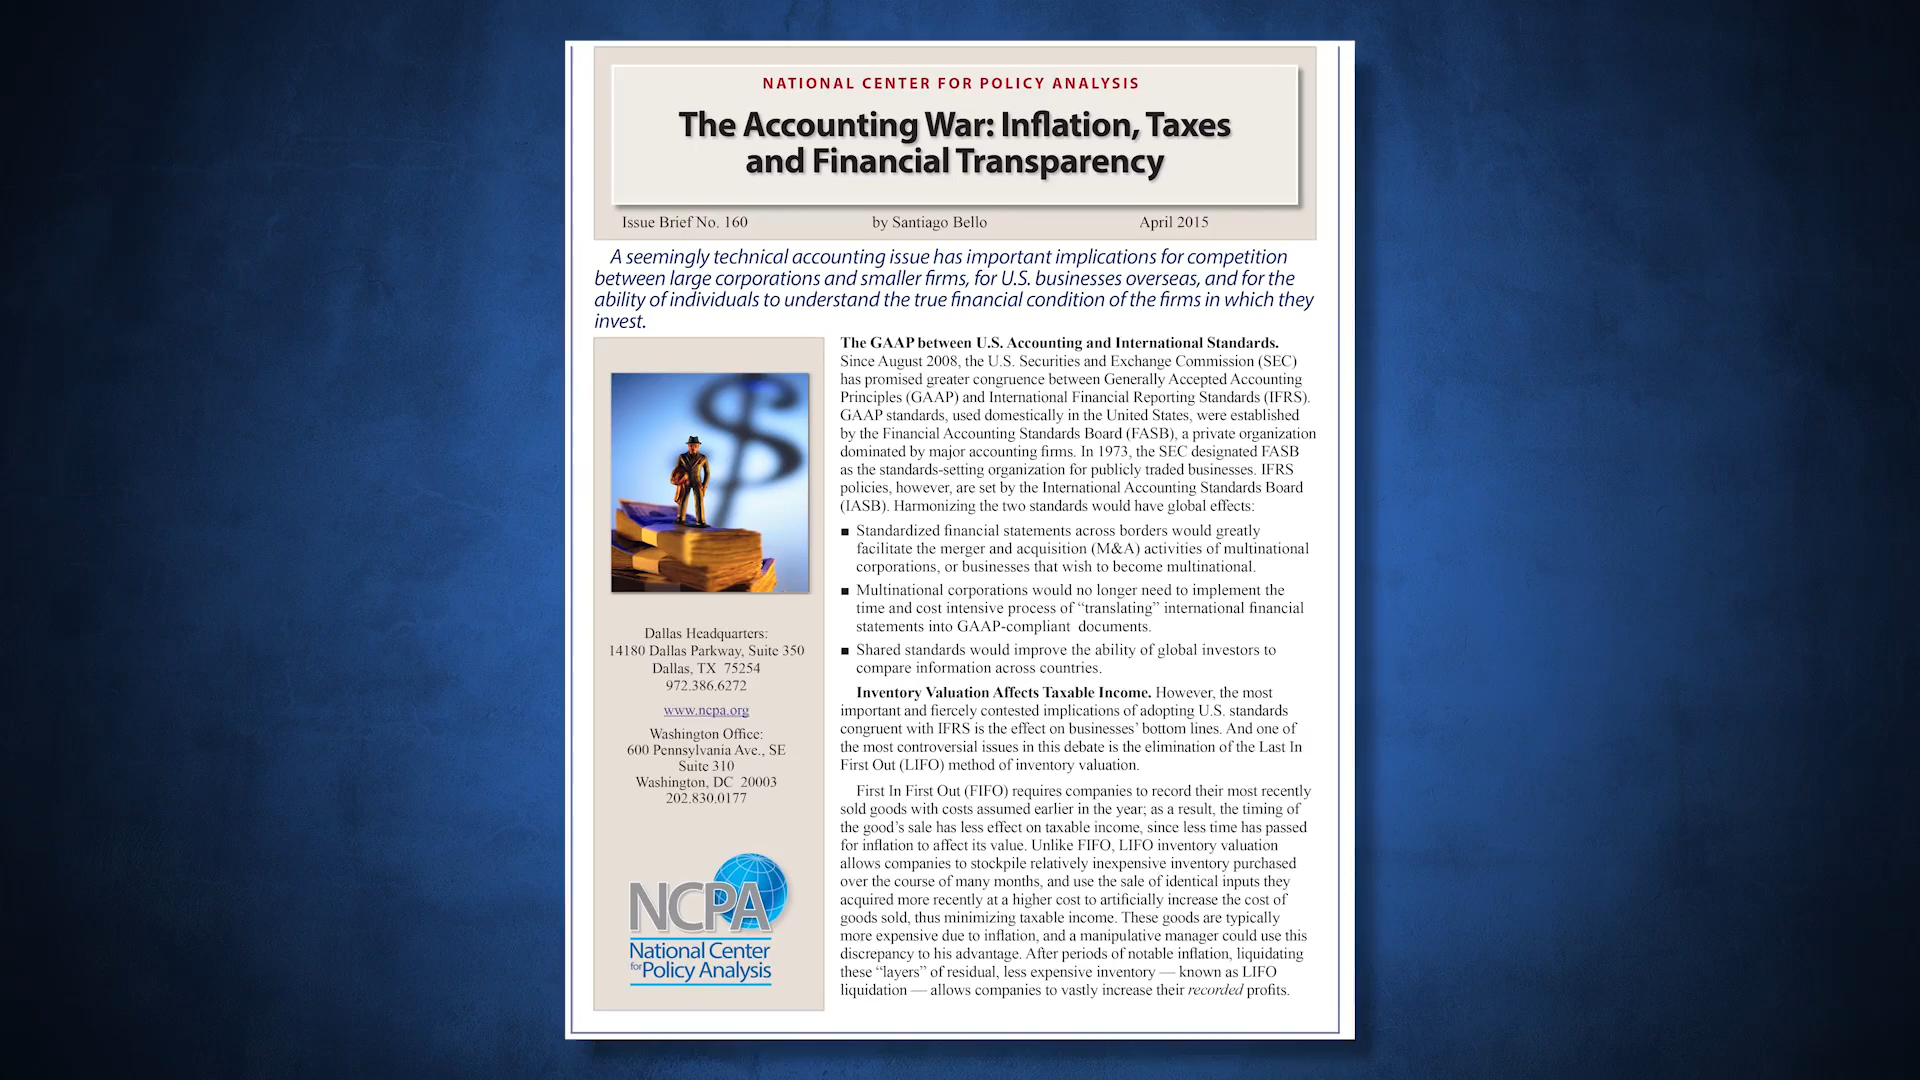 NATIONAL CENTER FOR POLICY ANALYSIS
The Accounting War: Inflation, Taxes
and Financial Transparency
Issue Brief No. 160 by Santiago Bello April 2015
A seemingly technical accounting issue has important implications for competition
between large corporations and smaller firms, for U.S. businesses overseas, and for the
ability of individuals to understand the true financial condition of the firms in which they
invest.
Dallas Headquarters:
14180 Dallas Parkway, Suite 350
Dallas, TX 75254
972.386.6272
www.ncpa.org
Washington Office:
600 Pennsylvania Ave., SE
Suite 310
Washington, DC 20003
202.830.0177
NCPA
National Center
for Policy Analysis
The GAAP between U.S. Accounting and International Standards.
Since August 2008, the U.S. Securities and Exchange Commission (SEC)
has promised greater congruence between Generally Accepted Accounting
Principles (GAAP) and International Financial Reporting Standards (IFRS).
GAAP standards, used domestically in the United States, were established
by the Financial Accounting Standards Board (FASB), a private organization
dominated by major accounting firms. In 1973, the SEC designated FASB
as the standards-setting organization for publicly traded businesses. IFRS
policies, however, are set by the International Accounting Standards Board
(IASB). Harmonizing the two standards would have global effects:
■ Standardized financial statements across borders would greatly
facilitate the merger and acquisition (M&A) activities of multinational
corporations, or businesses that wish to become multinational.
■ Multinational corporations would no longer need to implement the
time and cost intensive process of “translating” international financial
statements into GAAP-compliant documents.
■ Shared standards would improve the ability of global investors to
compare information across countries.
Inventory Valuation Affects Taxable Income. However, the most
important and fiercely contested implications of adopting U.S. standards
congruent with IFRS is the effect on businesses’ bottom lines. And one of
the most controversial issues in this debate is the elimination of the Last In
First Out (LIFO) method of inventory valuation.
First In First Out (FIFO) requires companies to record their most recently
sold goods with costs assumed earlier in the year; as a result, the timing of
the good’s sale has less effect on taxable income, since less time has passed
for inflation to affect its value. Unlike FIFO, LIFO inventory valuation
allows companies to stockpile relatively inexpensive inventory purchased
over the course of many months, and use the sale of identical inputs they
acquired more recently at a higher cost to artificially increase the cost of
goods sold, thus minimizing taxable income. These goods are typically
more expensive due to inflation, and a manipulative manager could use this
discrepancy to his advantage. After periods of notable inflation, liquidating
these “layers” of residual, less expensive inventory — known as LIFO
liquidation — allows companies to vastly increase their recorded profits.